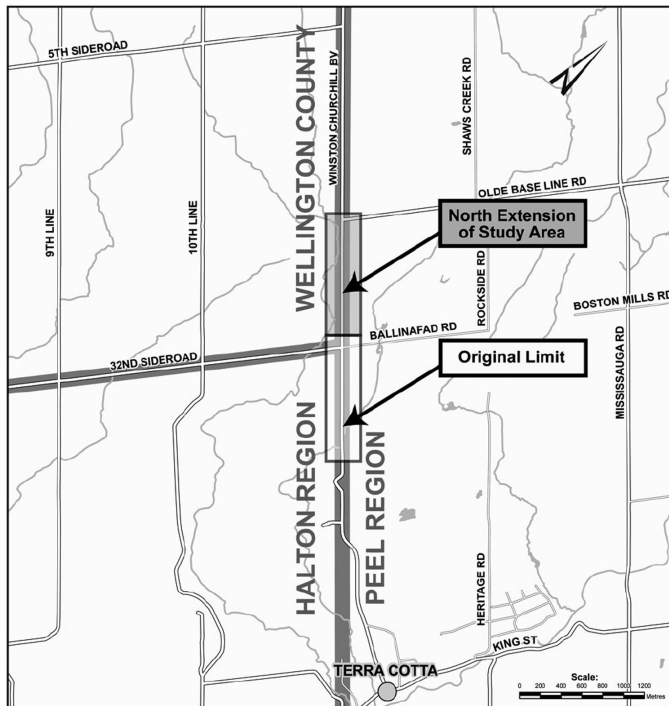 5TH SIDEROAD
WELLINGTON COUNTY
WINSTON CHURCHILL BV
SHAWS CREEK RD
9TH LINE
10TH LINE
OLDE BASE LINE RD
North Extension
of Study Area
ROCKSIDE RD
BOSTON MILLS RD
BALLINAFAD RD
32ND SIDEROAD
MISSISSAUGA RD
Original Limit
HALTON REGION
PEEL REGION
HERITAGE RD
KING ST
TERRA COTTA
Scale:
0 200 400 600 800 1000 1200
Metres
N